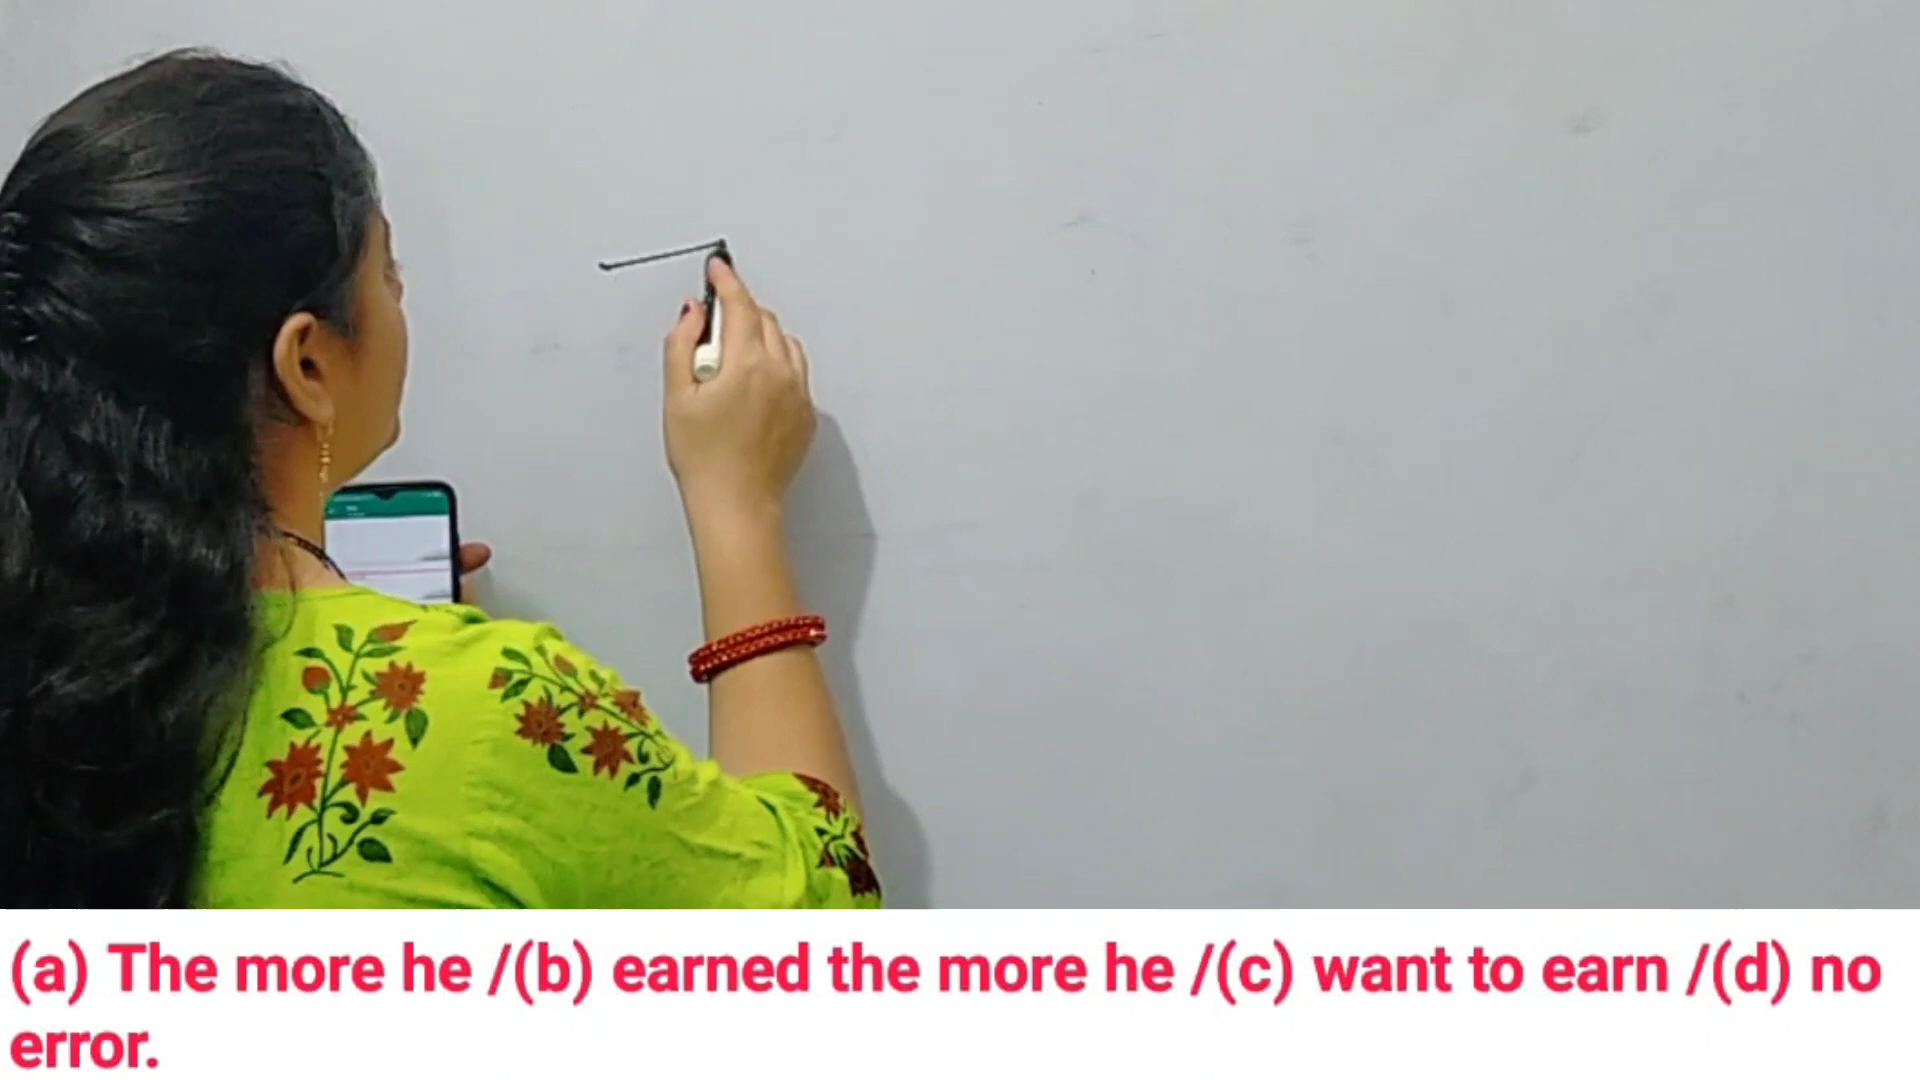 (a) The more he /(b) earned the more he /(c) want to earn /(d) no
error.